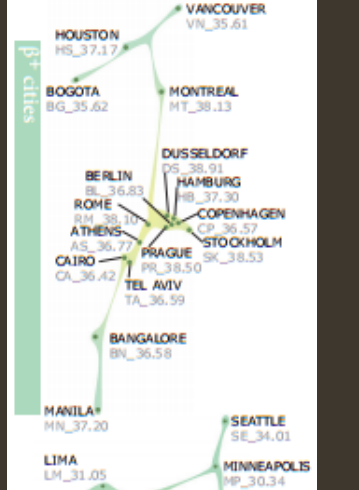 VANCOUVER
VN_35.61
HOUSTON
HS_37.17
β+ cities
BOGOTA
BG_35.62
MONTREAL
MT_38.13
DUSSELDORF
DS_38.91
BERLIN
BL_36.83
HAMBURG
HB_37.30
ROME
RM_38.10
COPENHAGEN
CP_36.57
ATHENS
AS_36.77
STOCKHOLM
SK_38.53
PRAGUE
PR_38.50
CAIRO
CA_36.42
TEL AVIV
TA_36.59
BANGALORE
BN_36.58
MANILA
MN_37.20
SEATTLE
SE_34.01
LIMA
LM_31.05
MINNEAPOLIS
MP_30.34